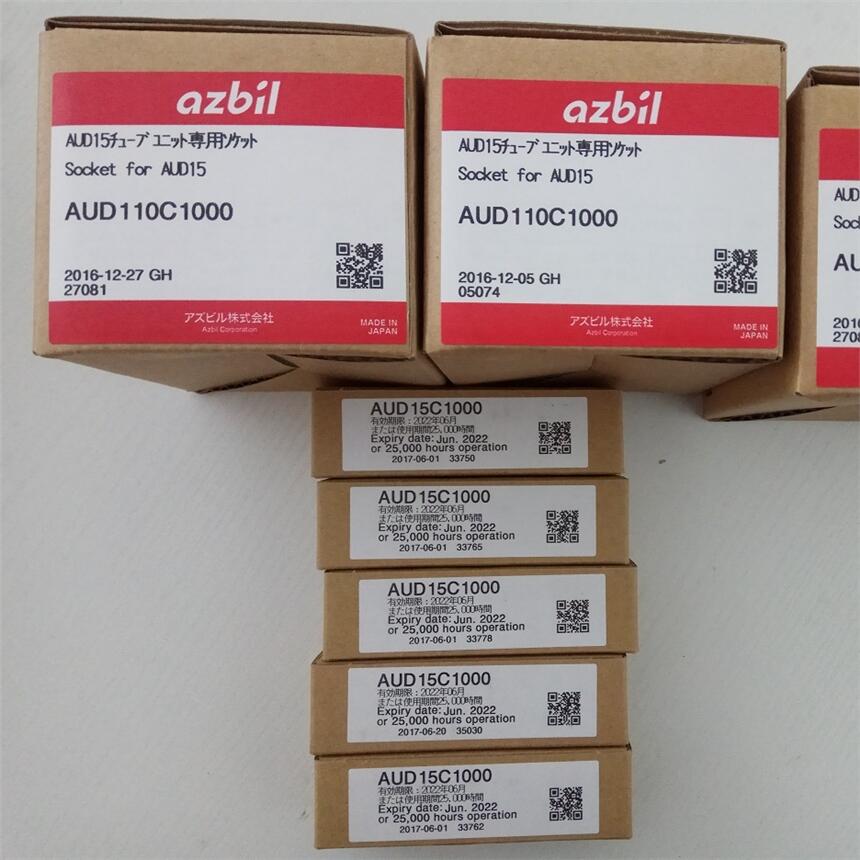 azbil
AUD15ﾁｭｰﾌﾞﾕﾆｯﾄ専用ｿｹｯﾄ
Socket for AUD15
AUD110C1000
2016-12-27 GH
27081
アズビル株式会社
Azbil Corporation
MADE IN
JAPAN
azbil
AUD15ﾁｭｰﾌﾞﾕﾆｯﾄ専用ｿｹｯﾄ
Socket for AUD15
AUD110C1000
2016-12-05 GH
05074
アズビル株式会社
Azbil Corporation
MADE IN
JAPAN
AUD
Soc
AU
2016
270
AUD15C1000
有効期限：2022年06月
または使用期間25,000時間
Expiry date: Jun. 2022
or 25,000 hours operation
2017-06-01 33750
AUD15C1000
有効期限：2022年06月
または使用期間25,000時間
Expiry date: Jun. 2022
or 25,000 hours operation
2017-06-01 33765
AUD15C1000
有効期限：2022年06月
または使用期間25,000時間
Expiry date: Jun. 2022
or 25,000 hours operation
2017-06-01 33778
AUD15C1000
有効期限：2022年06月
または使用期間25,000時間
Expiry date: Jun. 2022
or 25,000 hours operation
2017-06-20 35030
AUD15C1000
有効期限：2022年06月
または使用期間25,000時間
Expiry date: Jun. 2022
or 25,000 hours operation
2017-06-01 33762